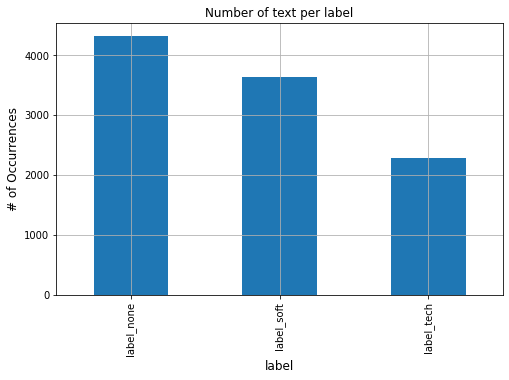 Number of text per label
# of Occurrences
4000
3000
2000
1000
0
label_none
label_soft
label_tech
label